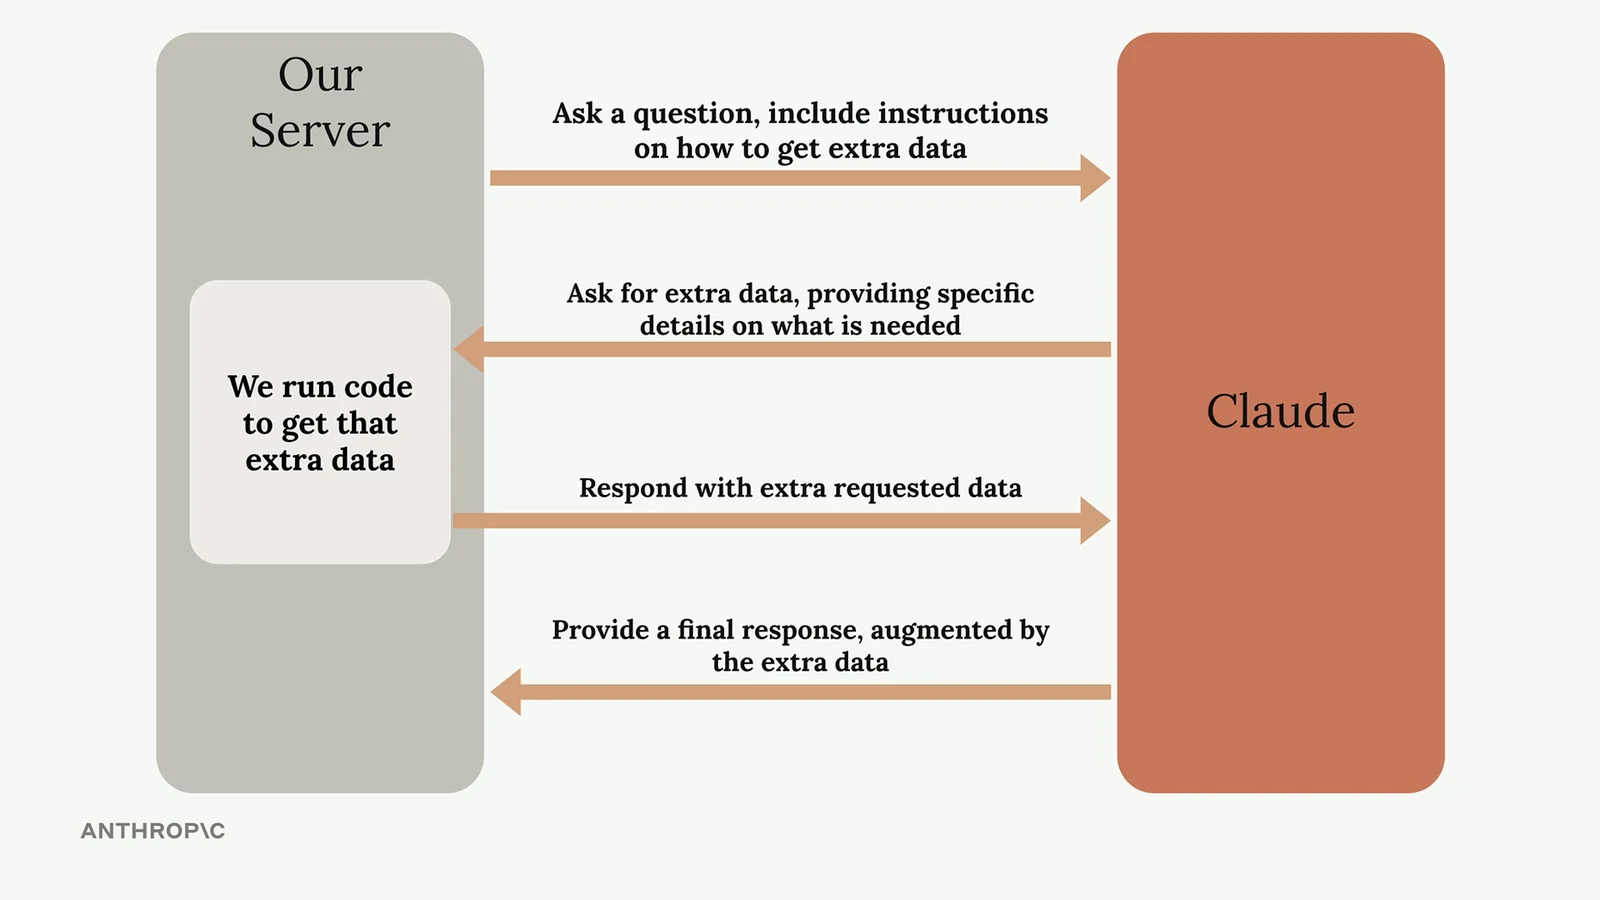 Our
Server
Ask a question, include instructions
on how to get extra data
Ask for extra data, providing specific
details on what is needed
We run code
to get that
extra data
Claude
Respond with extra requested data
Provide a final response, augmented by
the extra data
ANTHROP\C